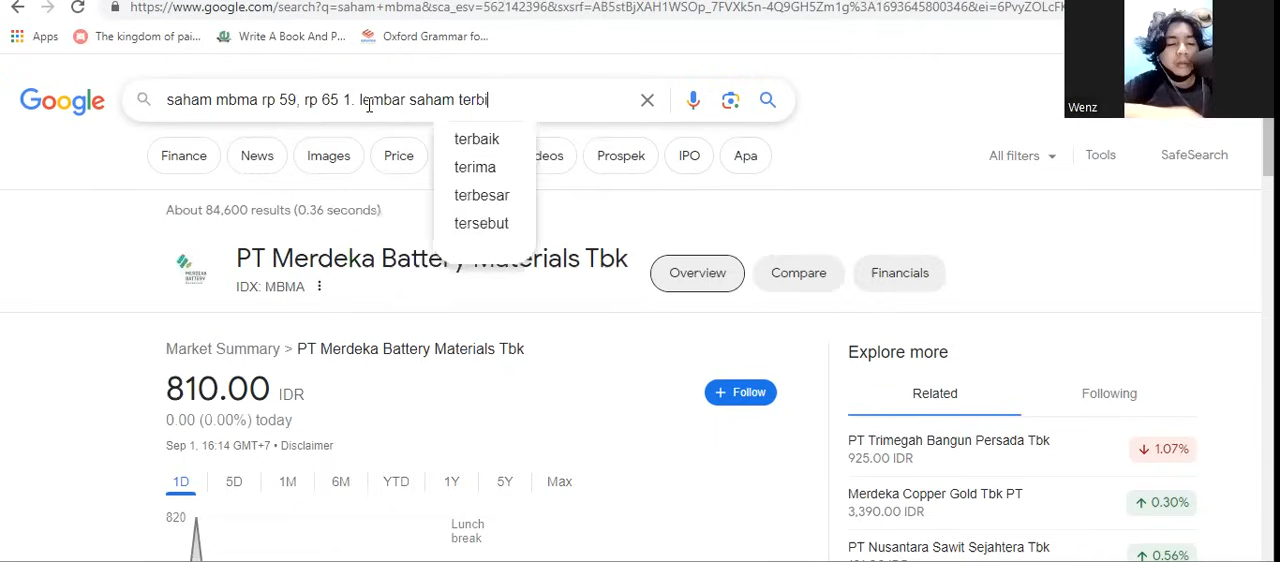 https://www.google.com/search?q=saham+mbma&sca_esv=562142396&sxsrf=AB5stBjXAH1WSOp_7FVXk5n-4Q9GH5Zm1g%3A1693645800346&ei=6PvyZOLcFK
Apps
The kingdom of pai...
Write A Book And P...
Oxford Grammar fo...
Wenz
Google
saham mbma rp 59, rp 65 1. lembar saham terbi
terbaik
terima
terbesar
tersebut
Finance
News
Images
Price
deos
Prospek
IPO
Apa
All filters
Tools
SafeSearch
About 84,600 results (0.36 seconds)
MERDEKA
BATTERY
PT Merdeka Battery Materials Tbk
IDX: MBMA
Overview
Compare
Financials
Market Summary > PT Merdeka Battery Materials Tbk
810.00 IDR
+ Follow
0.00 (0.00%) today
Sep 1, 16:14 GMT+7 • Disclaimer
1D
5D
1M
6M
YTD
1Y
5Y
Max
820
Lunch
break
Explore more
Related
Following
PT Trimegah Bangun Persada Tbk
925.00 IDR
1.07%
Merdeka Copper Gold Tbk PT
3,390.00 IDR
0.30%
PT Nusantara Sawit Sejahtera Tbk
0.56%